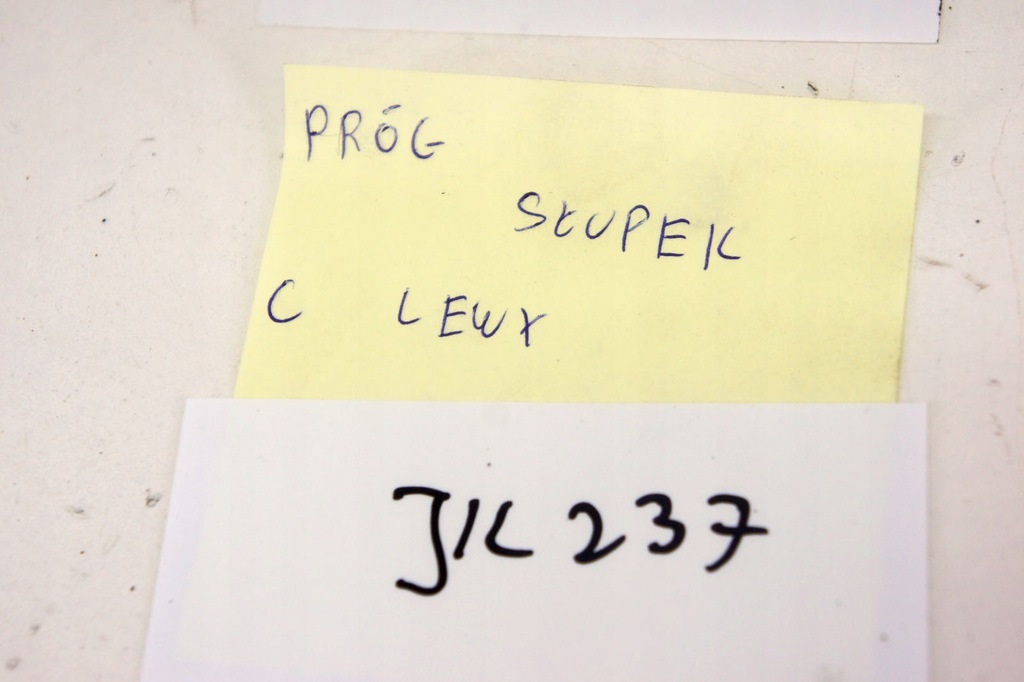 PRÓG
SŁUPEK
C LEWY
JK 237